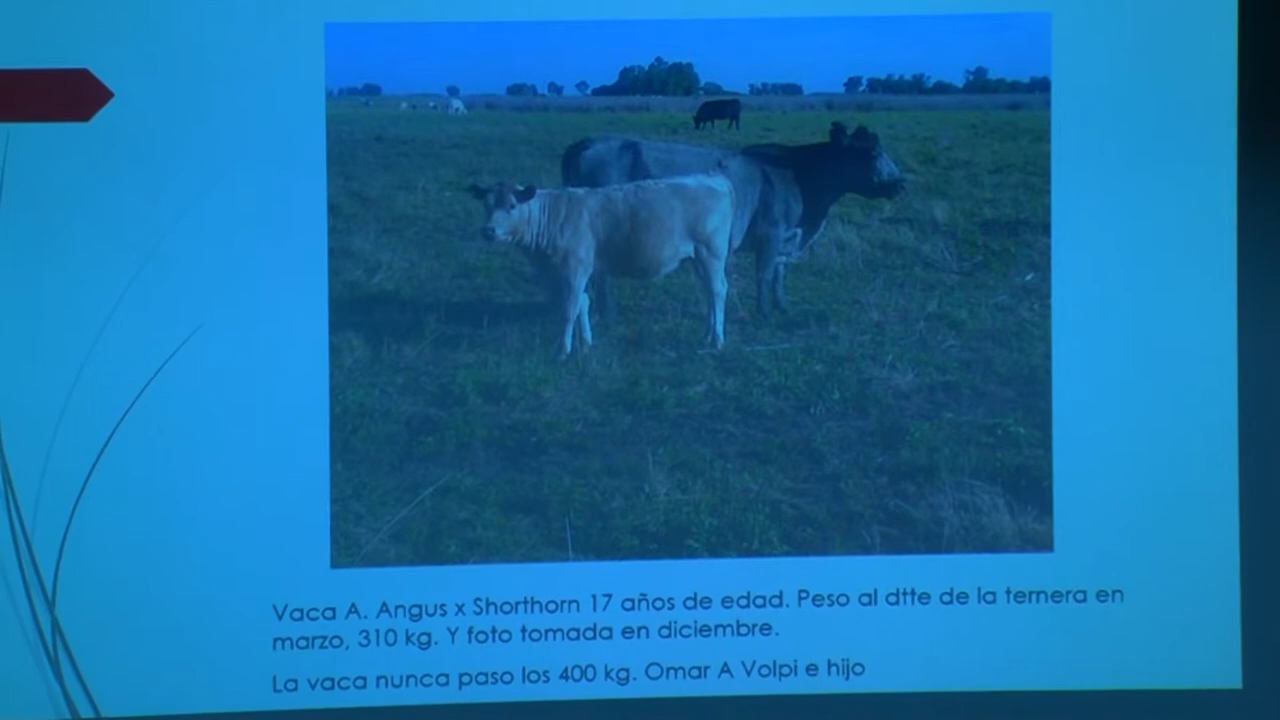 Vaca A. Angus x Shorthorn 17 años de edad. Peso al dtte de la ternera en
marzo, 310 kg. Y foto tomada en diciembre.
La vaca nunca paso los 400 kg. Omar A Volpi e hijo